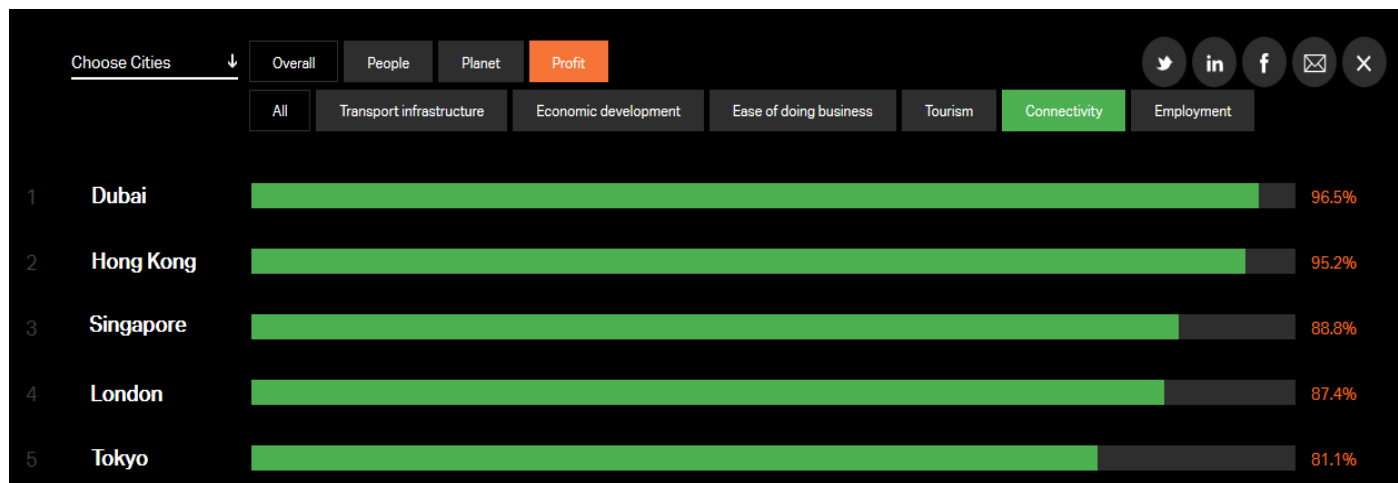 Choose Cities ↓ Overall People Planet Profit in f
All Transport infrastructure Economic development Ease of doing business Tourism Connectivity Employment
1 Dubai 96.5%
2 Hong Kong 95.2%
3 Singapore 88.8%
4 London 87.4%
5 Tokyo 81.1%